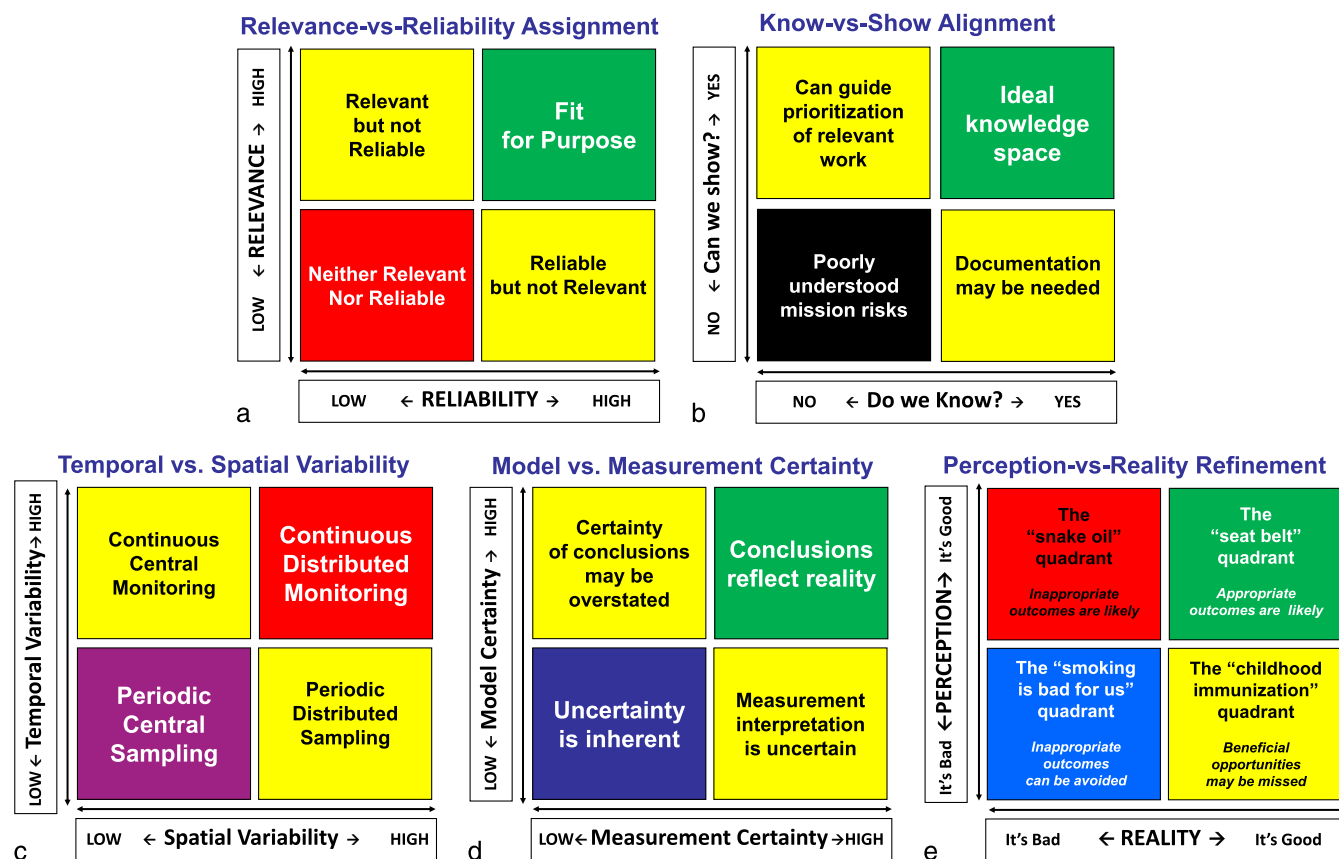 Relevance-vs-Reliability Assignment
← RELEVANCE →
LOW
HIGH
Relevant
but not
Reliable
Fit
for Purpose
Neither Relevant
Nor Reliable
Reliable
but not Relevant
LOW ← RELIABILITY → HIGH
a
Know-vs-Show Alignment
NO ← Can we show? → YES
Can guide
prioritization
of relevant
work
Ideal
knowledge
space
Poorly
understood
mission risks
Documentation
may be needed
NO ← Do we Know? → YES
b
Temporal vs. Spatial Variability
LOW ← Temporal Variability → HIGH
Continuous
Central
Monitoring
Continuous
Distributed
Monitoring
Periodic
Central
Sampling
Periodic
Distributed
Sampling
LOW ← Spatial Variability → HIGH
c
Model vs. Measurement Certainty
LOW ← Model Certainty → HIGH
Certainty
of conclusions
may be
overstated
Conclusions
reflect reality
Uncertainty
is inherent
Measurement
interpretation
is uncertain
LOW ← Measurement Certainty → HIGH
d
Perception-vs-Reality Refinement
It's Bad ← PERCEPTION → It's Good
The
“snake oil”
quadrant
Inappropriate
outcomes are likely
The
“seat belt”
quadrant
Appropriate
outcomes are likely
The “smoking
is bad for us”
quadrant
Inappropriate
outcomes
can be avoided
The “childhood
immunization”
quadrant
Beneficial
opportunities
may be missed
It's Bad ← REALITY → It's Good
e